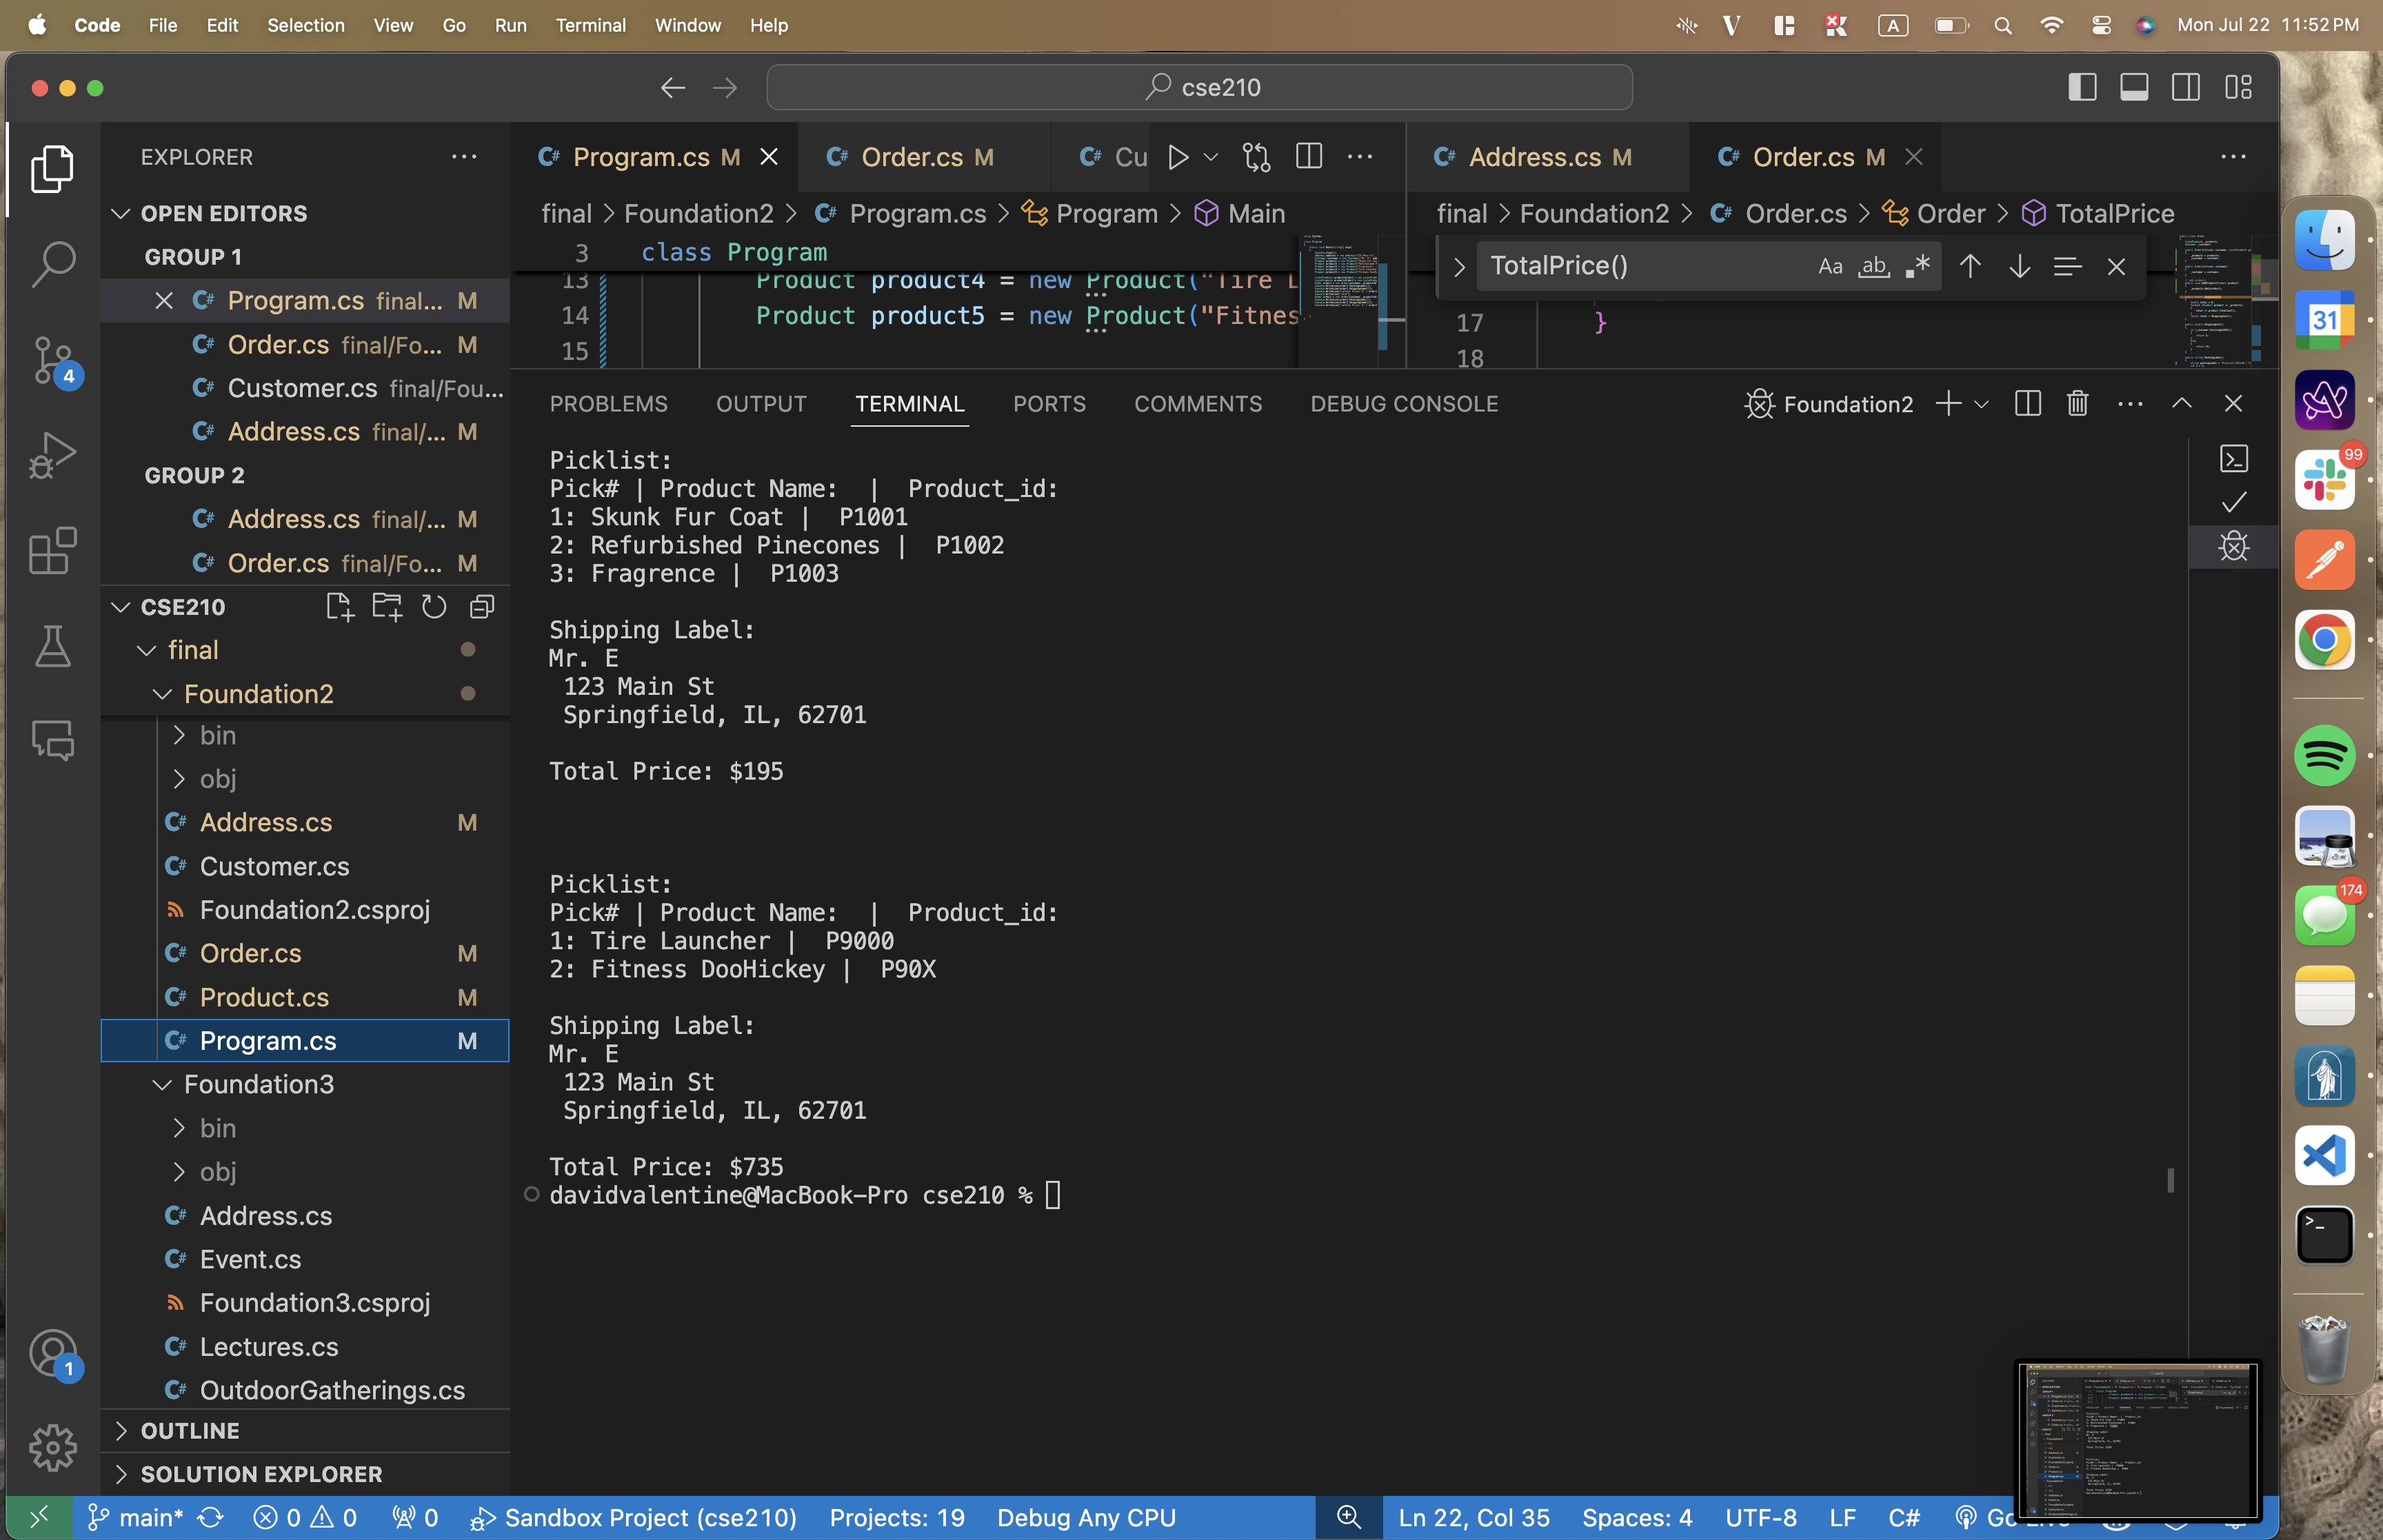 Code File Edit Selection View Go Run Terminal Window Help
A Mon Jul 22 11:52 PM
cse210
EXPLORER
OPEN EDITORS
GROUP 1
Program.cs final... M
Order.cs final/Fo... M
Customer.cs final/Fou...
Address.cs final/... M
GROUP 2
Address.cs final/... M
Order.cs final/Fo... M
CSE210
final
Foundation2
bin
obj
Address.cs M
Customer.cs
Foundation2.csproj
Order.cs M
Product.cs M
Program.cs M
Foundation3
bin
obj
Address.cs
Event.cs
Foundation3.csproj
Lectures.cs
OutdoorGatherings.cs
OUTLINE
SOLUTION EXPLORER
4
1
C# Program.cs M C# Order.cs M C# Cu
final > Foundation2 > C# Program.cs > Program > Main
3 class Program
13 Product product4 = new Product("Tire L
14 Product product5 = new Product("Fitnes
15
C# Address.cs M C# Order.cs M
final > Foundation2 > C# Order.cs > Order > TotalPrice
TotalPrice() Aa ab .*
17 }
18
PROBLEMS OUTPUT TERMINAL PORTS COMMENTS DEBUG CONSOLE
Foundation2
Picklist:
Pick# | Product Name:  |  Product_id:
1: Skunk Fur Coat |  P1001
2: Refurbished Pinecones |  P1002
3: Fragrence |  P1003
Shipping Label:
Mr. E
123 Main St
Springfield, IL, 62701
Total Price: $195
Picklist:
Pick# | Product Name:  |  Product_id:
1: Tire Launcher |  P9000
2: Fitness DooHickey |  P90X
Shipping Label:
Mr. E
123 Main St
Springfield, IL, 62701
Total Price: $735
davidvalentine@MacBook-Pro cse210 %
31
99
174
main* 0 0 0 Sandbox Project (cse210) Projects: 19 Debug Any CPU Ln 22, Col 35 Spaces: 4 UTF-8 LF C#